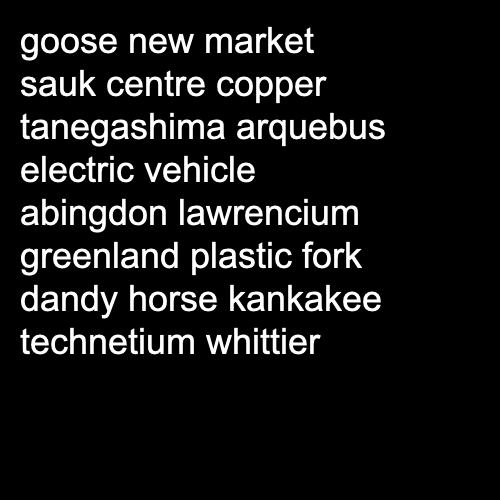 goose new market
sauk centre copper
tanegashima arquebus
electric vehicle
abingdon lawrencium
greenland plastic fork
dandy horse kankakee
technetium whittier